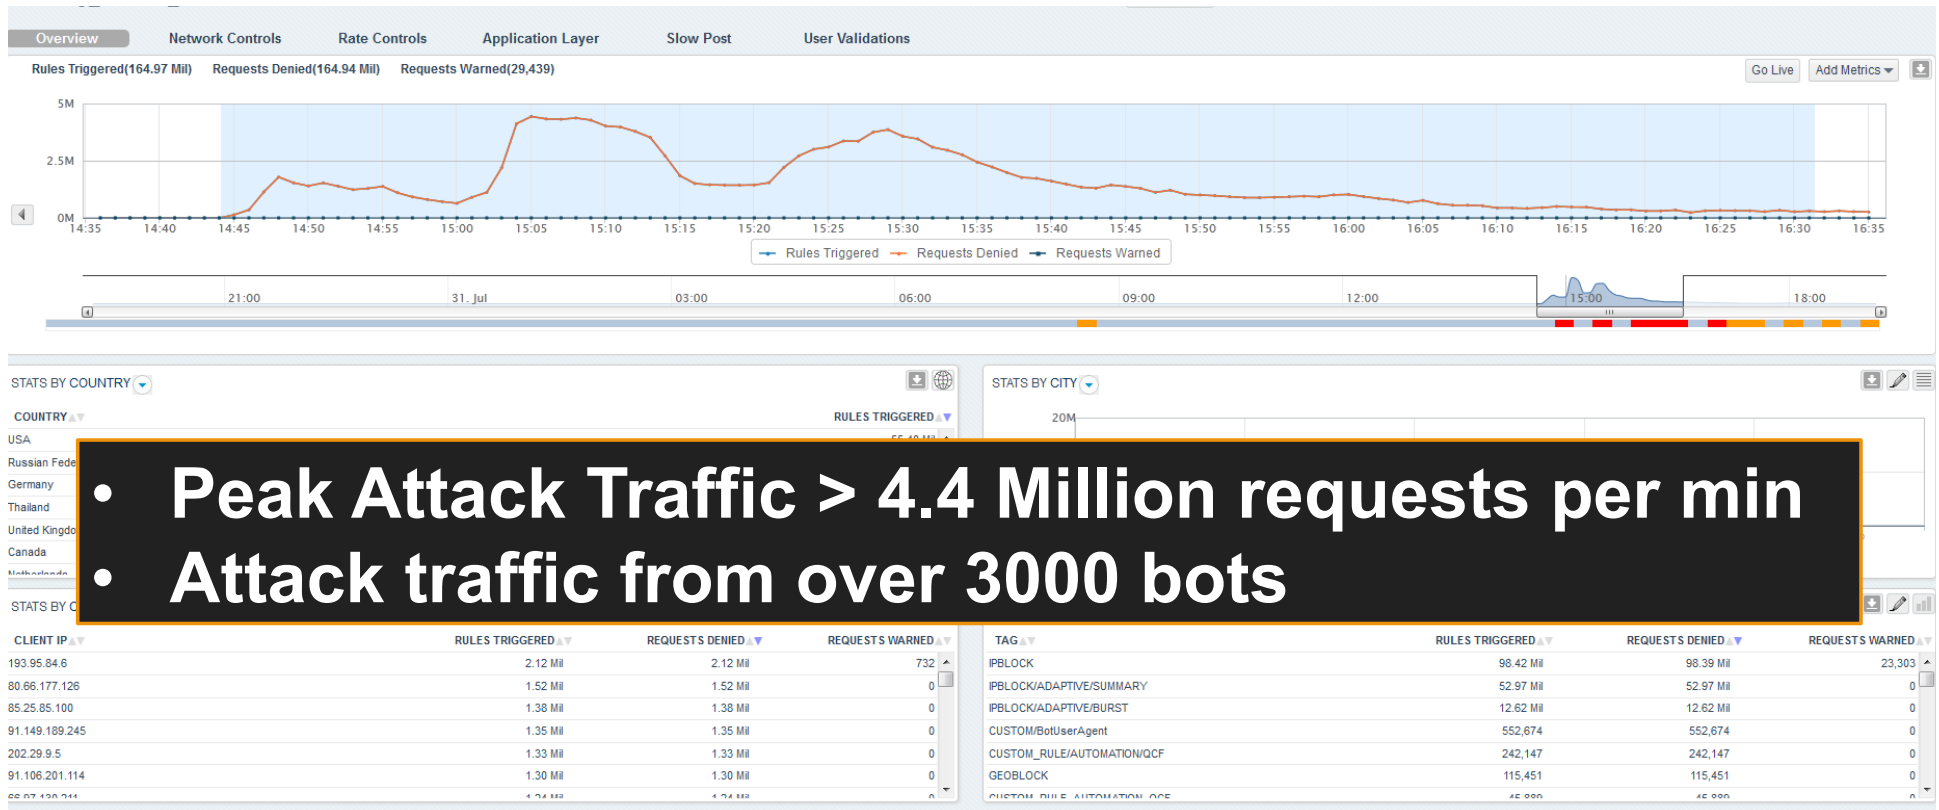 Overview Network Controls Rate Controls Application Layer Slow Post User Validations
Rules Triggered(164.97 Mil) Requests Denied(164.94 Mil) Requests Warned(29,439) Go Live Add Metrics
5M
2.5M
0M
14:35 14:40 14:45 14:50 14:55 15:00 15:05 15:10 15:15 15:20 15:25 15:30 15:35 15:40 15:45 15:50 15:55 16:00 16:05 16:10 16:15 16:20 16:25 16:30 16:35
Rules Triggered Requests Denied Requests Warned
21:00 31. Jul 03:00 06:00 09:00 12:00 15:00 18:00
STATS BY COUNTRY
COUNTRY RULES TRIGGERED
USA
Russian Fede
Germany
Thailand
United Kingdo
Canada
STATS BY CITY
20M
• Peak Attack Traffic > 4.4 Million requests per min
• Attack traffic from over 3000 bots
STATS BY C
CLIENT IP RULES TRIGGERED REQUESTS DENIED REQUESTS WARNED
193.95.84.6 2.12 Mil 2.12 Mil 732
80.66.177.126 1.52 Mil 1.52 Mil 0
85.25.85.100 1.38 Mil 1.38 Mil 0
91.149.189.245 1.35 Mil 1.35 Mil 0
202.29.9.5 1.33 Mil 1.33 Mil 0
91.106.201.114 1.30 Mil 1.30 Mil 0
TAG RULES TRIGGERED REQUESTS DENIED REQUESTS WARNED
IPBLOCK 98.42 Mil 98.39 Mil 23,303
IPBLOCK/ADAPTIVE/SUMMARY 52.97 Mil 52.97 Mil 0
IPBLOCK/ADAPTIVE/BURST 12.62 Mil 12.62 Mil 0
CUSTOM/BotUserAgent 552,674 552,674 0
CUSTOM_RULE/AUTOMATION/QCF 242,147 242,147 0
GEOBLOCK 115,451 115,451 0